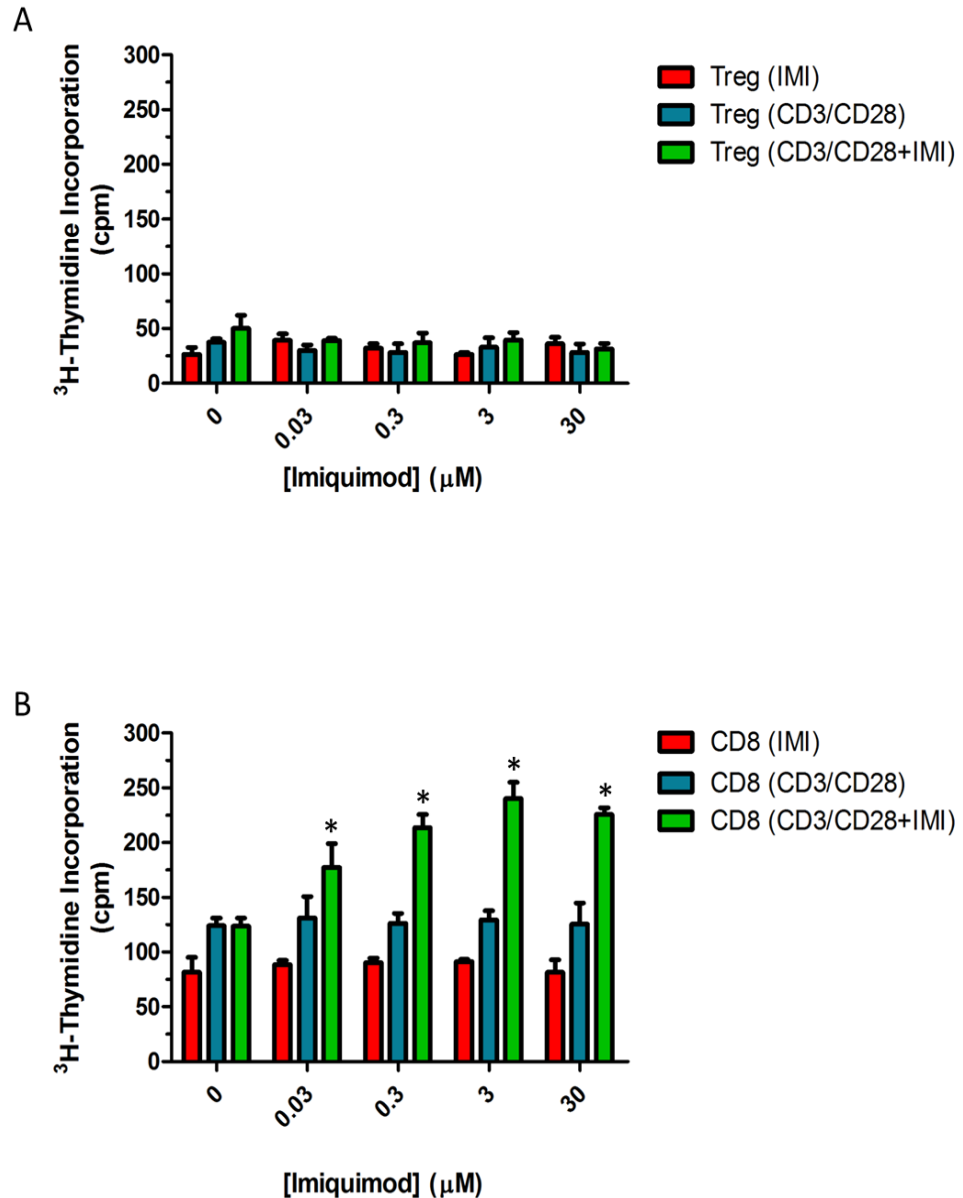 A
300
250
200
150
100
50
0
³H-Thymidine Incorporation
(cpm)
0
0.03
0.3
3
30
[Imiquimod] (μM)
Treg (IMI)
Treg (CD3/CD28)
Treg (CD3/CD28+IMI)
B
300
250
200
150
100
50
0
³H-Thymidine Incorporation
(cpm)
*
*
*
*
0
0.03
0.3
3
30
[Imiquimod] (μM)
CD8 (IMI)
CD8 (CD3/CD28)
CD8 (CD3/CD28+IMI)